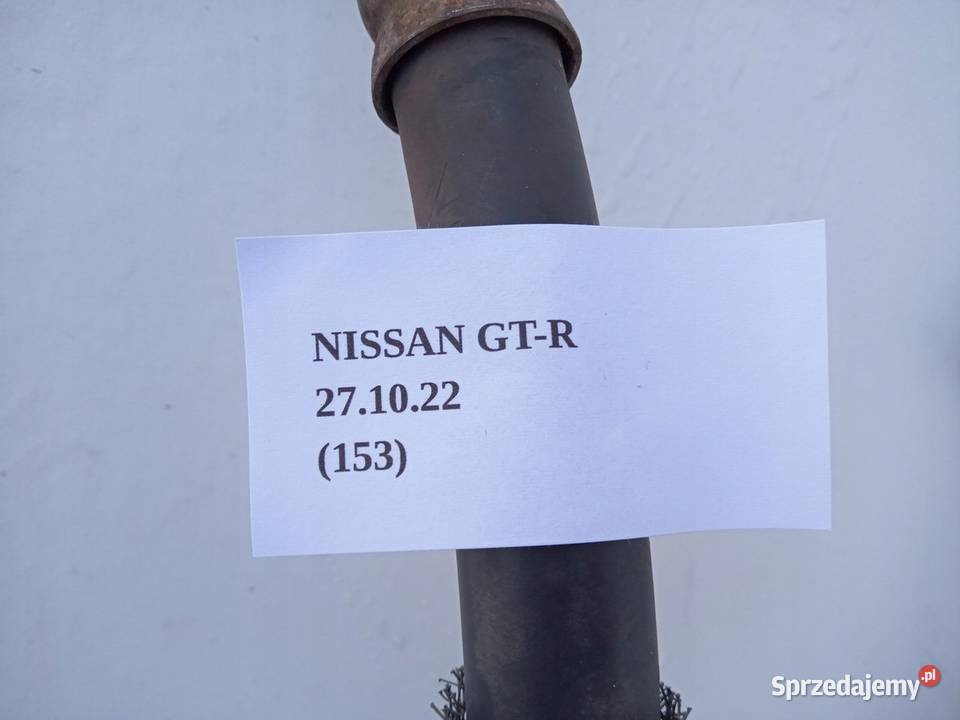 NISSAN GT-R
27.10.22
(153)
Sprzedajemy.pl